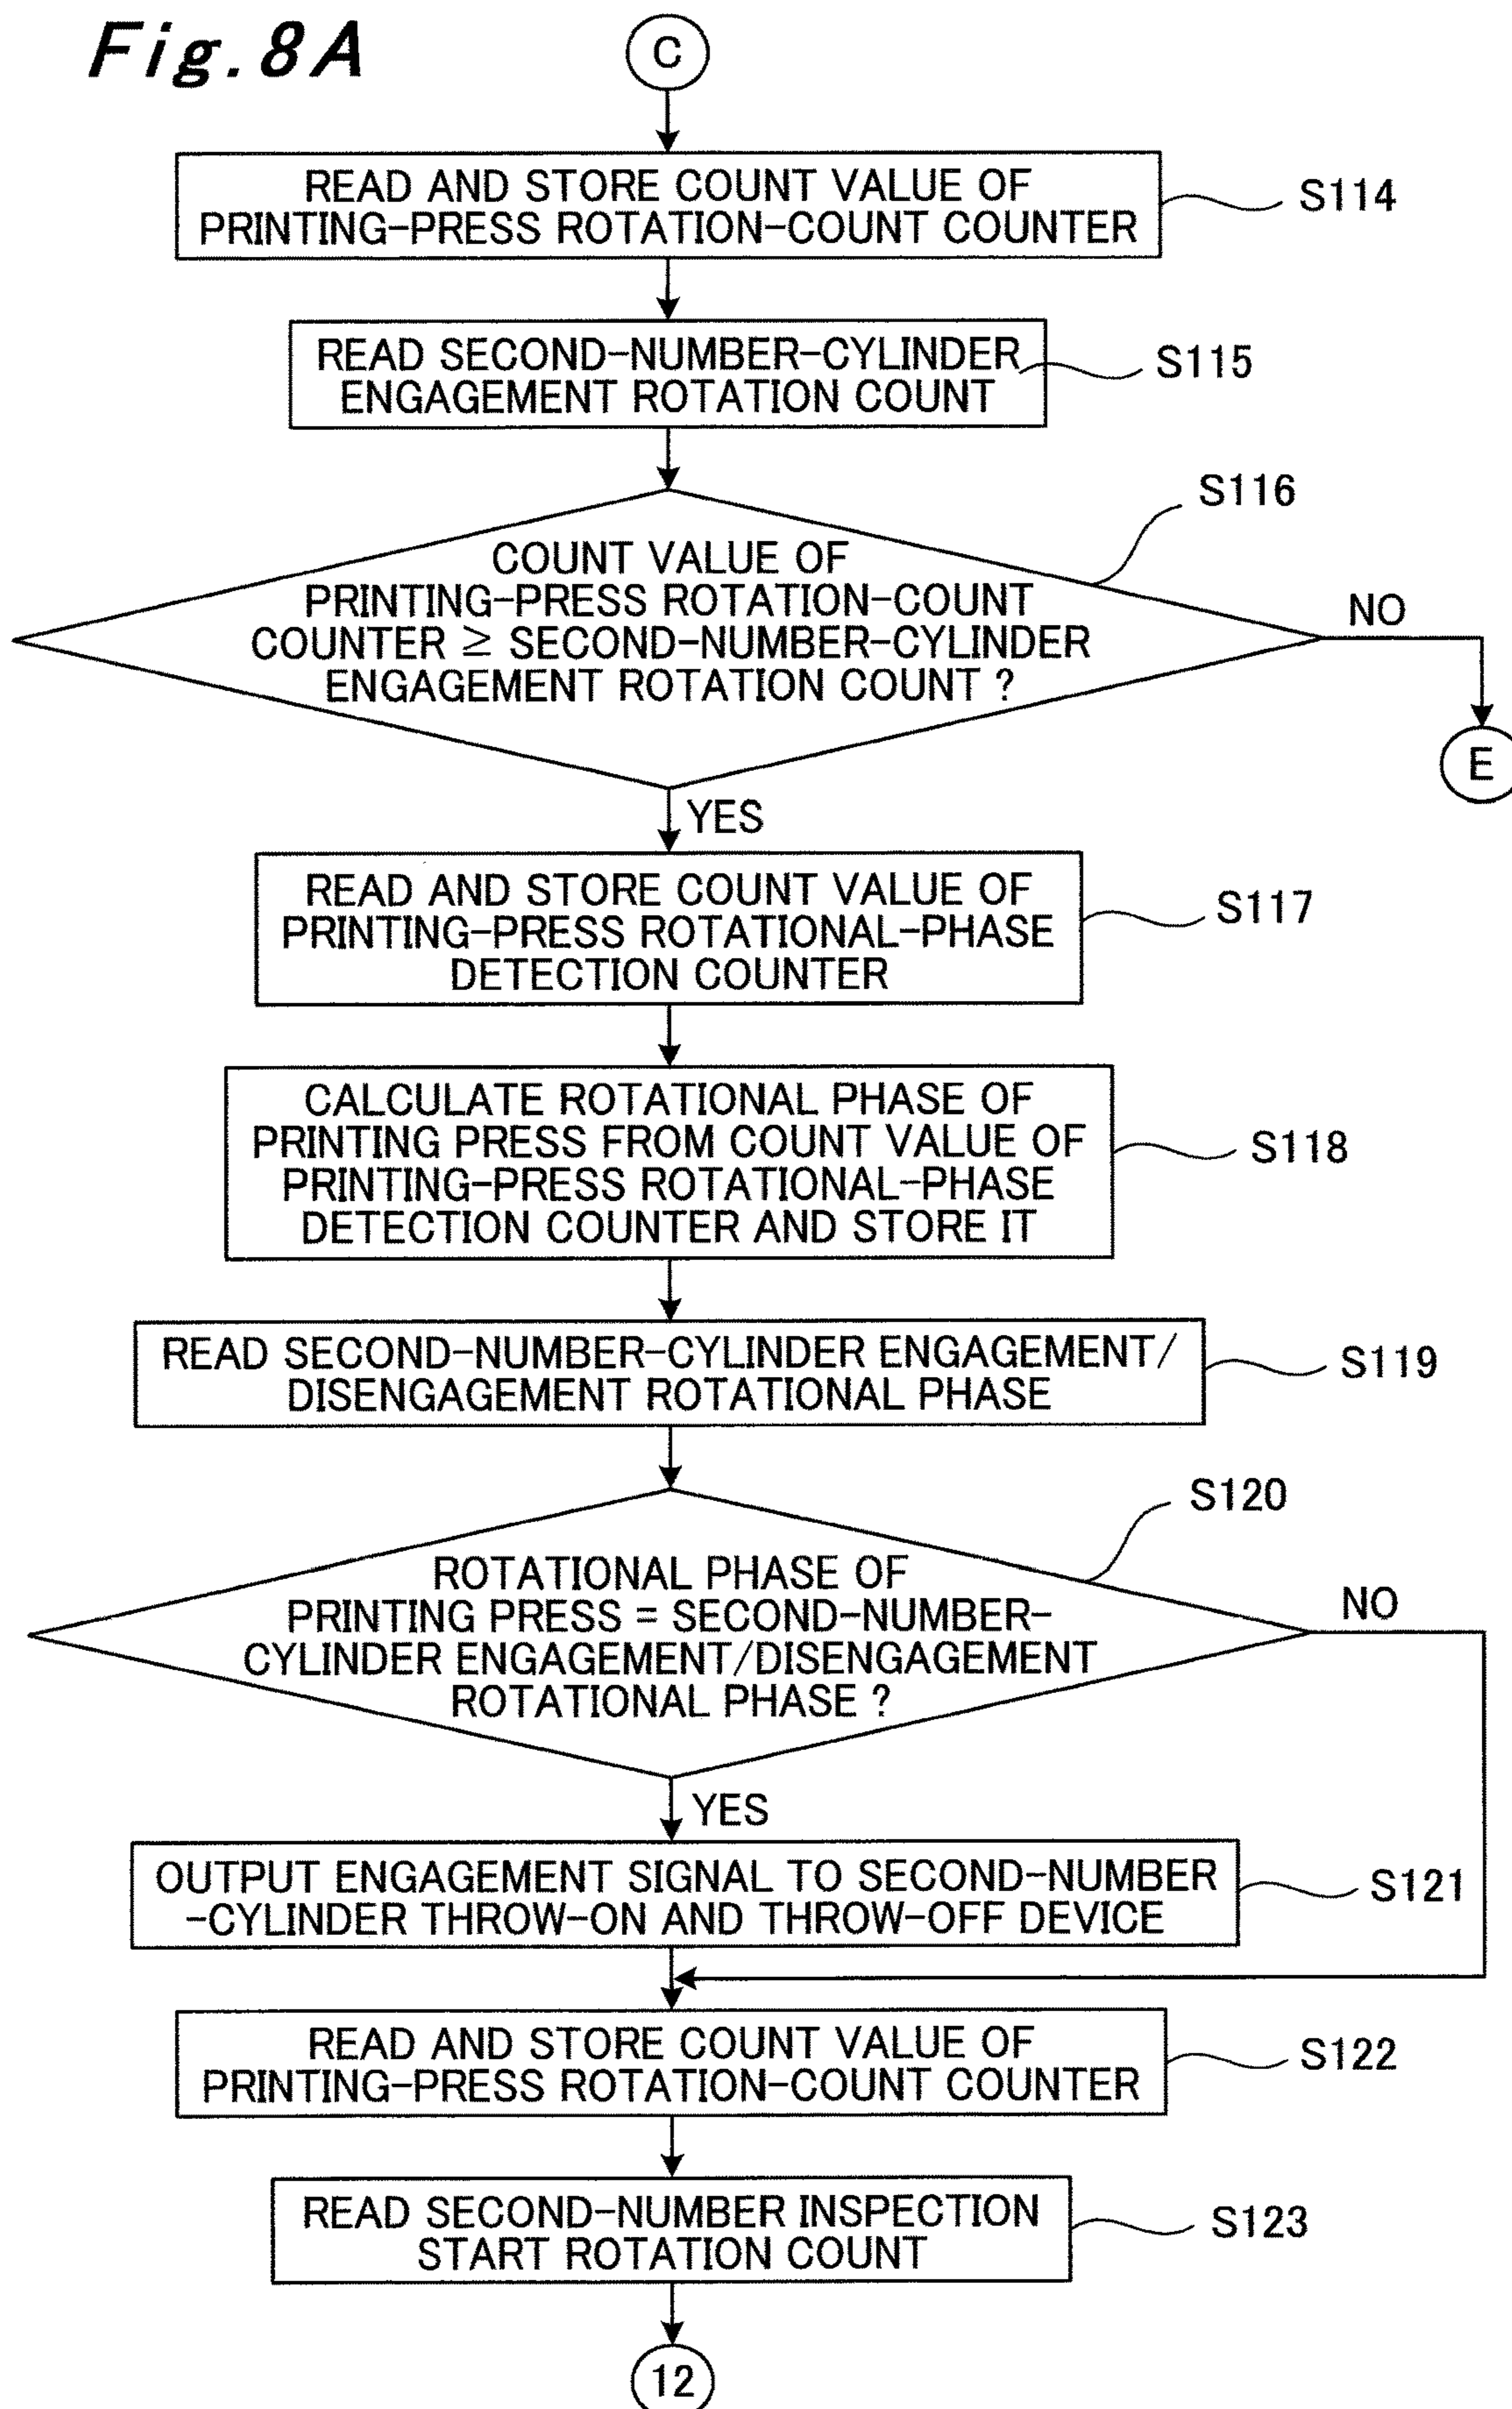 Fig. 8A
C
READ AND STORE COUNT VALUE OF
PRINTING-PRESS ROTATION-COUNT COUNTER
S114
READ SECOND-NUMBER-CYLINDER
ENGAGEMENT ROTATION COUNT
S115
S116
COUNT VALUE OF
PRINTING-PRESS ROTATION-COUNT
COUNTER ≥ SECOND-NUMBER-CYLINDER
ENGAGEMENT ROTATION COUNT ?
NO
E
YES
READ AND STORE COUNT VALUE OF
PRINTING-PRESS ROTATIONAL-PHASE
DETECTION COUNTER
S117
CALCULATE ROTATIONAL PHASE OF
PRINTING PRESS FROM COUNT VALUE OF
PRINTING-PRESS ROTATIONAL-PHASE
DETECTION COUNTER AND STORE IT
S118
READ SECOND-NUMBER-CYLINDER ENGAGEMENT/
DISENGAGEMENT ROTATIONAL PHASE
S119
S120
ROTATIONAL PHASE OF
PRINTING PRESS = SECOND-NUMBER-
CYLINDER ENGAGEMENT/DISENGAGEMENT
ROTATIONAL PHASE ?
NO
YES
OUTPUT ENGAGEMENT SIGNAL TO SECOND-NUMBER
-CYLINDER THROW-ON AND THROW-OFF DEVICE
S121
READ AND STORE COUNT VALUE OF
PRINTING-PRESS ROTATION-COUNT COUNTER
S122
READ SECOND-NUMBER INSPECTION
START ROTATION COUNT
S123
12